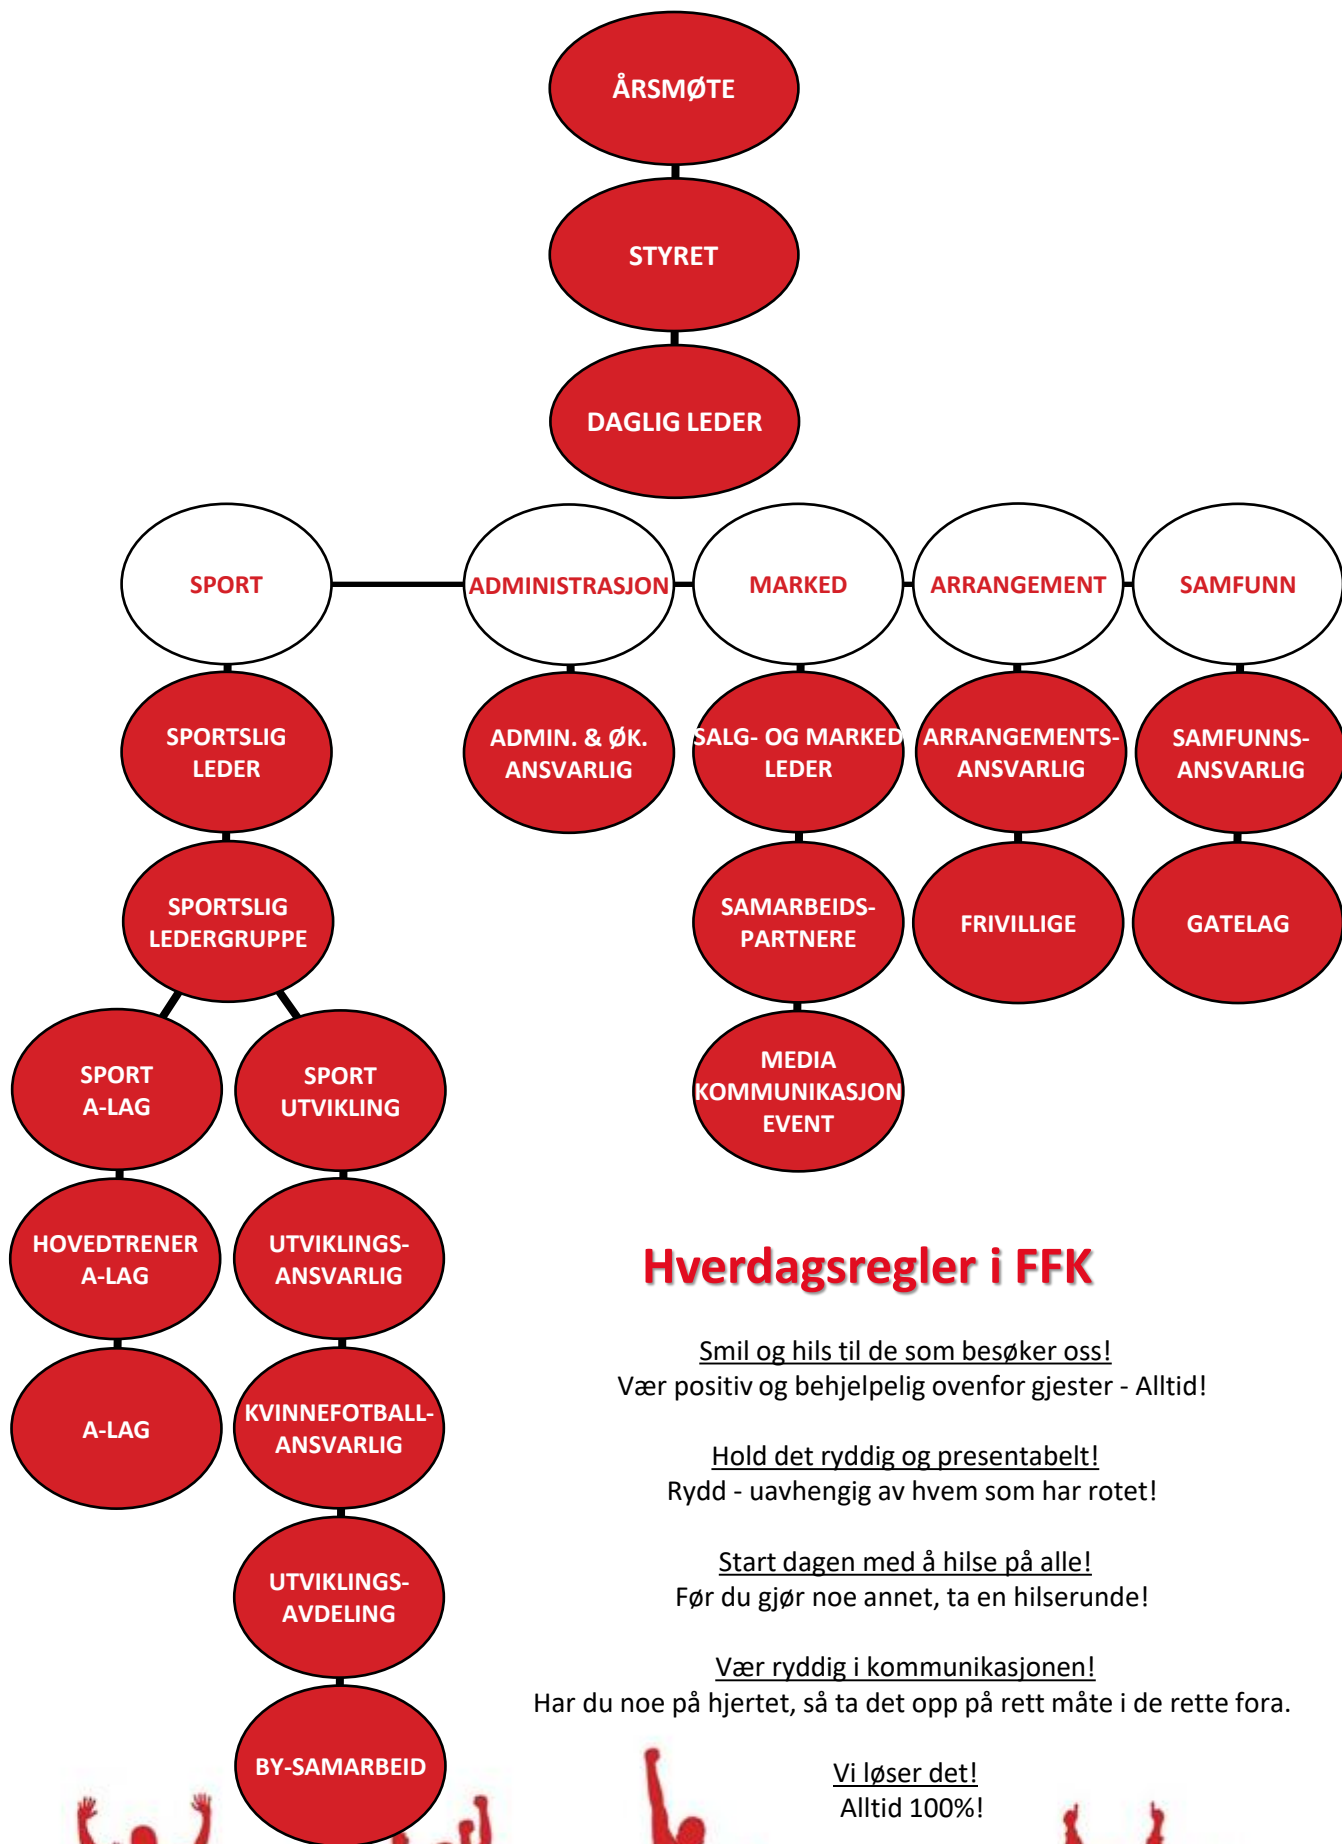 ÅRSMØTE
STYRET
DAGLIG LEDER
SPORT
ADMINISTRASJON
MARKED
ARRANGEMENT
SAMFUNN
SPORTSLIG
LEDER
ADMIN. & ØK.
ANSVARLIG
SALG- OG MARKED
LEDER
ARRANGEMENTS-
ANSVARLIG
SAMFUNNS-
ANSVARLIG
SPORTSLIG
LEDERGRUPPE
SAMARBEIDS-
PARTNERE
FRIVILLIGE
GATELAG
SPORT
A-LAG
SPORT
UTVIKLING
MEDIA
KOMMUNIKASJON
EVENT
HOVEDTRENER
A-LAG
UTVIKLINGS-
ANSVARLIG
A-LAG
KVINNEFOTBALL-
ANSVARLIG
UTVIKLINGS-
AVDELING
BY-SAMARBEID
Hverdagsregler i FFK
Smil og hils til de som besøker oss!
Vær positiv og behjelpelig ovenfor gjester - Alltid!
Hold det ryddig og presentabelt!
Rydd - uavhengig av hvem som har rotet!
Start dagen med å hilse på alle!
Før du gjør noe annet, ta en hilserunde!
Vær ryddig i kommunikasjonen!
Har du noe på hjertet, så ta det opp på rett måte i de rette fora.
Vi løser det!
Alltid 100%!